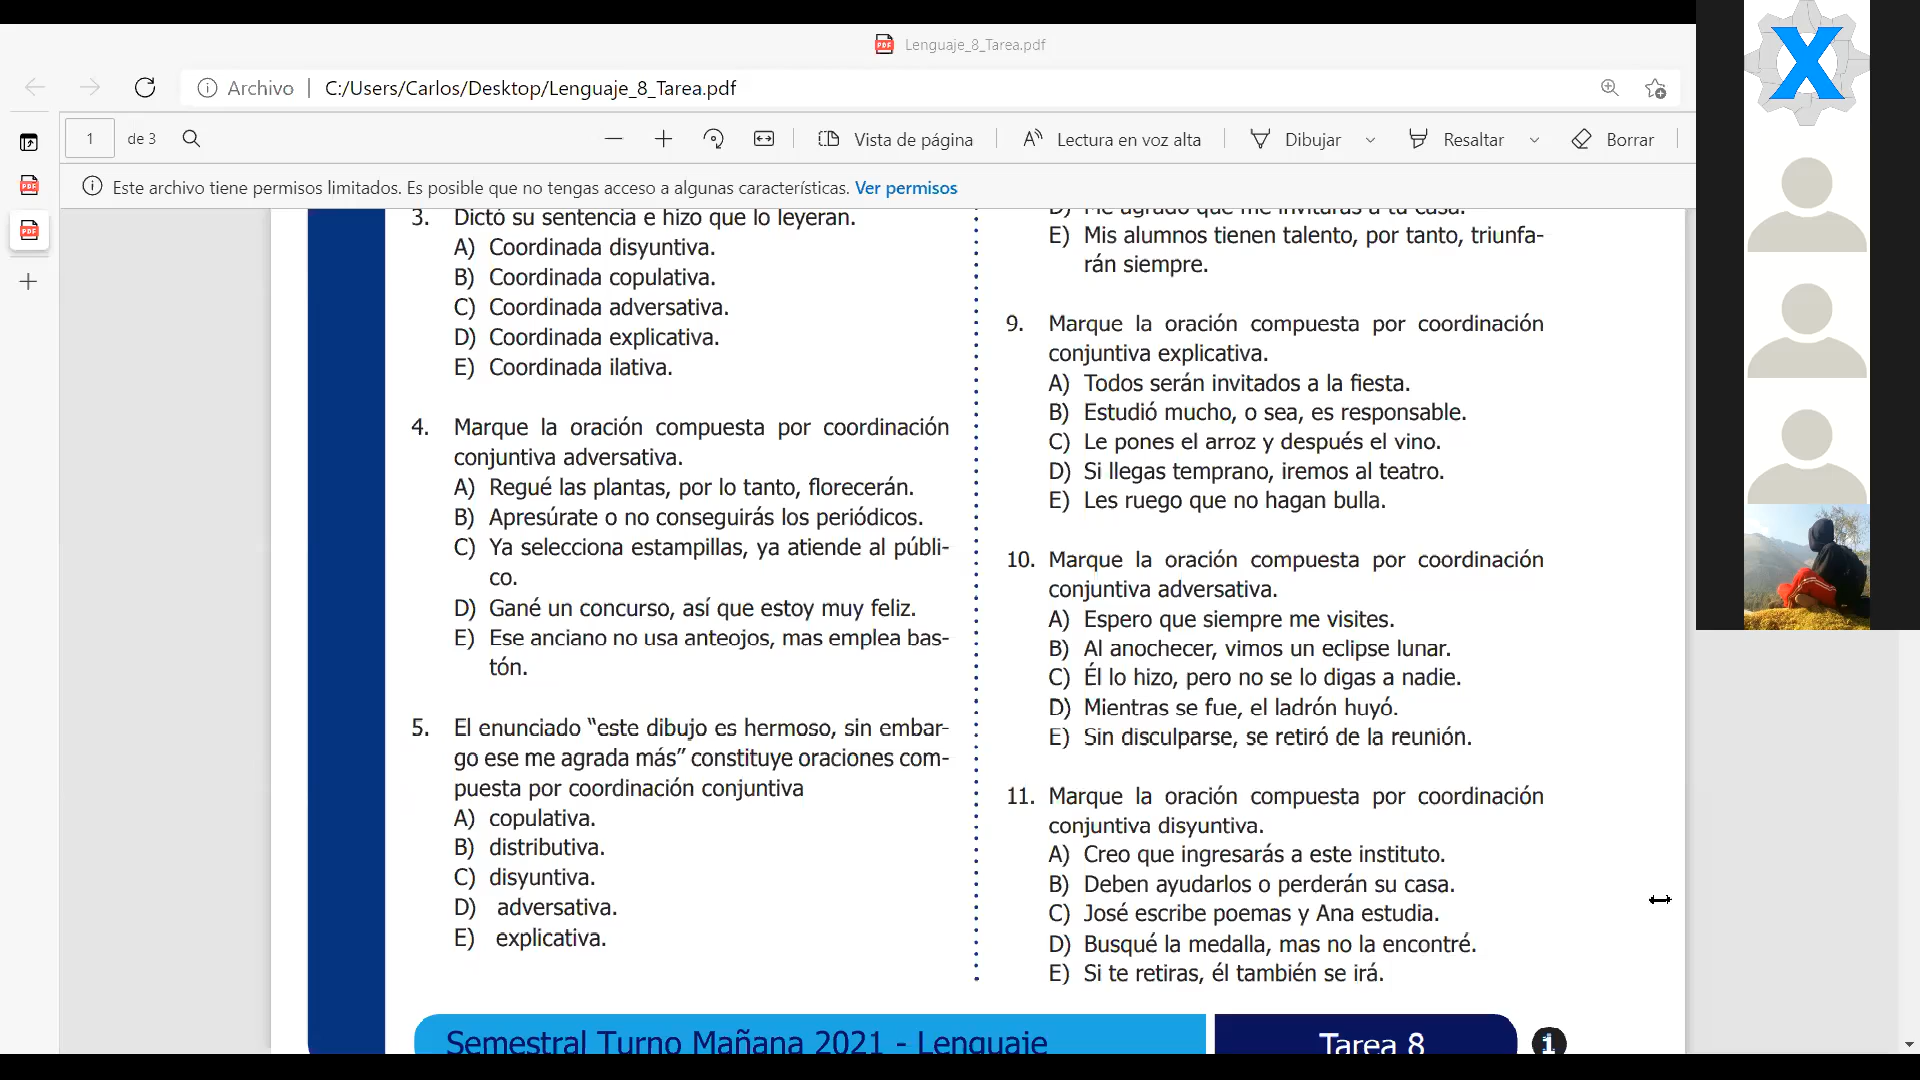 Lenguaje_8_Tarea.pdf
Archivo
C:/Users/Carlos/Desktop/Lenguaje_8_Tarea.pdf
1 de 3
Vista de página
Lectura en voz alta
Dibujar
Resaltar
Borrar
Este archivo tiene permisos limitados. Es posible que no tengas acceso a algunas características. Ver permisos
3. Dictó su sentencia e hizo que lo leyeran.
A) Coordinada disyuntiva.
B) Coordinada copulativa.
C) Coordinada adversativa.
D) Coordinada explicativa.
E) Coordinada ilativa.
4. Marque la oración compuesta por coordinación
conjuntiva adversativa.
A) Regué las plantas, por lo tanto, florecerán.
B) Apresúrate o no conseguirás los periódicos.
C) Ya selecciona estampillas, ya atiende al públi-
co.
D) Gané un concurso, así que estoy muy feliz.
E) Ese anciano no usa anteojos, mas emplea bas-
tón.
5. El enunciado “este dibujo es hermoso, sin embar-
go ese me agrada más” constituye oraciones com-
puesta por coordinación conjuntiva
A) copulativa.
B) distributiva.
C) disyuntiva.
D) adversativa.
E) explicativa.
D) Me agradó que me invitaras a tu casa.
E) Mis alumnos tienen talento, por tanto, triunfa-
rán siempre.
9. Marque la oración compuesta por coordinación
conjuntiva explicativa.
A) Todos serán invitados a la fiesta.
B) Estudió mucho, o sea, es responsable.
C) Le pones el arroz y después el vino.
D) Si llegas temprano, iremos al teatro.
E) Les ruego que no hagan bulla.
10. Marque la oración compuesta por coordinación
conjuntiva adversativa.
A) Espero que siempre me visites.
B) Al anochecer, vimos un eclipse lunar.
C) Él lo hizo, pero no se lo digas a nadie.
D) Mientras se fue, el ladrón huyó.
E) Sin disculparse, se retiró de la reunión.
11. Marque la oración compuesta por coordinación
conjuntiva disyuntiva.
A) Creo que ingresarás a este instituto.
B) Deben ayudarlos o perderán su casa.
C) José escribe poemas y Ana estudia.
D) Busqué la medalla, mas no la encontré.
E) Si te retiras, él también se irá.
Semestral Turno Mañana 2021 - Lenguaje
Tarea 8
1
X